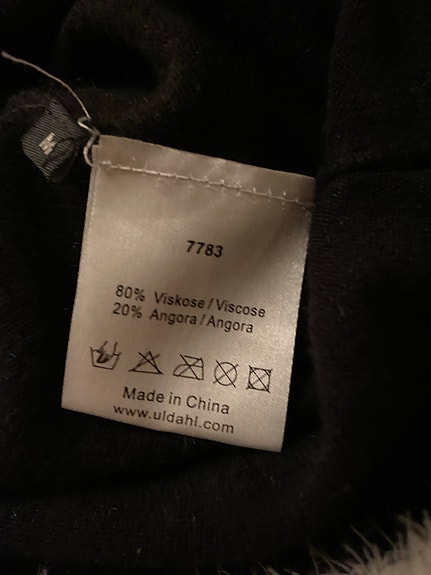 M
7783
80% Viskose / Viscose
20% Angora / Angora
Made in China
www.uldahl.com